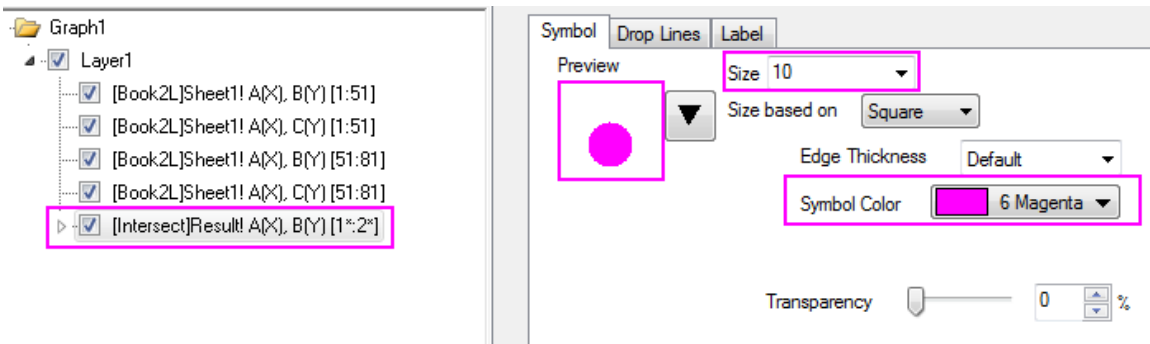 Graph1
Layer1
[Book2L]Sheet1! A(X), B(Y) [1:51]
[Book2L]Sheet1! A(X), C(Y) [1:51]
[Book2L]Sheet1! A(X), B(Y) [51:81]
[Book2L]Sheet1! A(X), C(Y) [51:81]
[Intersect]Result! A(X), B(Y) [1*:2*]
Symbol Drop Lines Label
Preview
Size 10
Size based on Square
Edge Thickness Default
Symbol Color 6 Magenta
Transparency 0 %